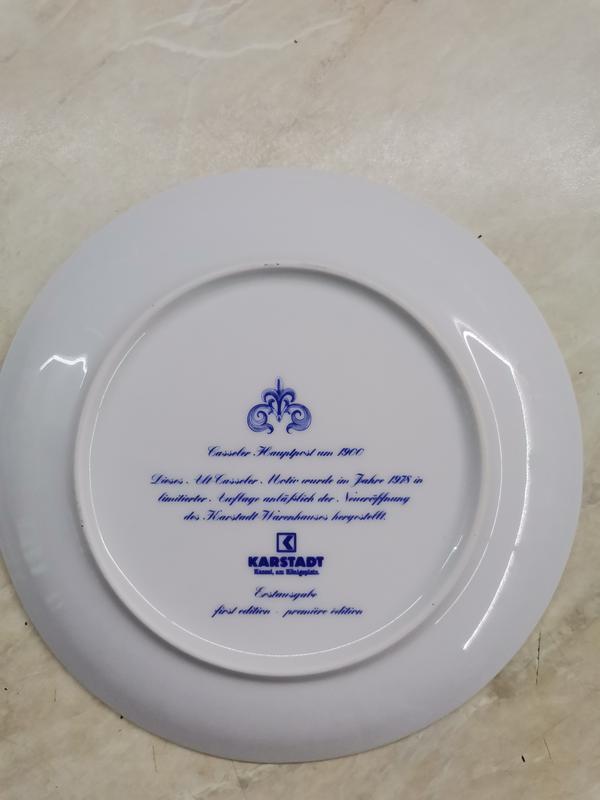 Casseler Hauptpost um 1900
Dieses Alt Casseler Motiv wurde im Jahre 1978 in
limitierter Auflage anläßlich der Neueröffnung
des Karstadt Warenhauses hergestellt.
K
KARSTADT
Kassel, am Königsplatz.
Erstausgabe
first edition - première édition